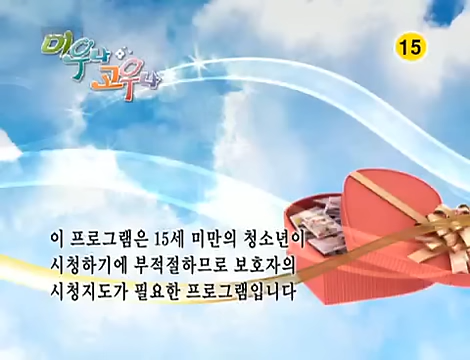 미우나 고우나
15
이 프로그램은 15세 미만의 청소년이
시청하기에 부적절하므로 보호자의
시청지도가 필요한 프로그램입니다